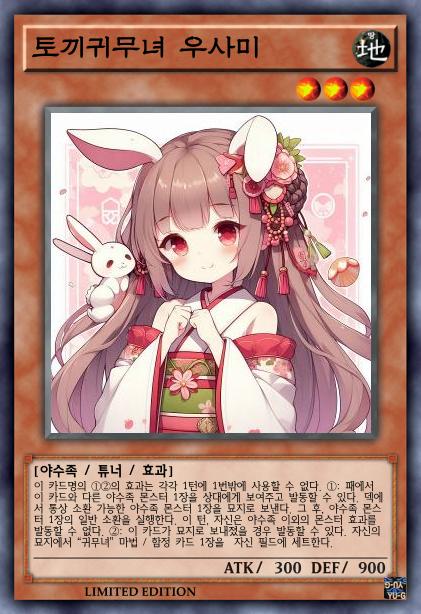 토끼귀무녀 우사미
땅
地
[야수족 / 튜너 / 효과]
이 카드명의 ①②의 효과는 각각 1턴에 1번밖에 사용할 수 없다. ①: 패에서
이 카드와 다른 야수족 몬스터 1장을 상대에게 보여주고 발동할 수 있다. 덱에
서 통상 소환 가능한 야수족 몬스터 1장을 묘지로 보낸다. 그 후, 야수족 몬스
터 1장의 일반 소환을 실행한다. 이 턴, 자신은 야수족 이외의 몬스터 효과를
발동할 수 없다. ②: 이 카드가 묘지로 보내졌을 경우 발동할 수 있다. 자신의
묘지에서 "귀무녀" 마법 / 함정 카드 1장을 자신 필드에 세트한다.
ATK/ 300 DEF/ 900
LIMITED EDITION